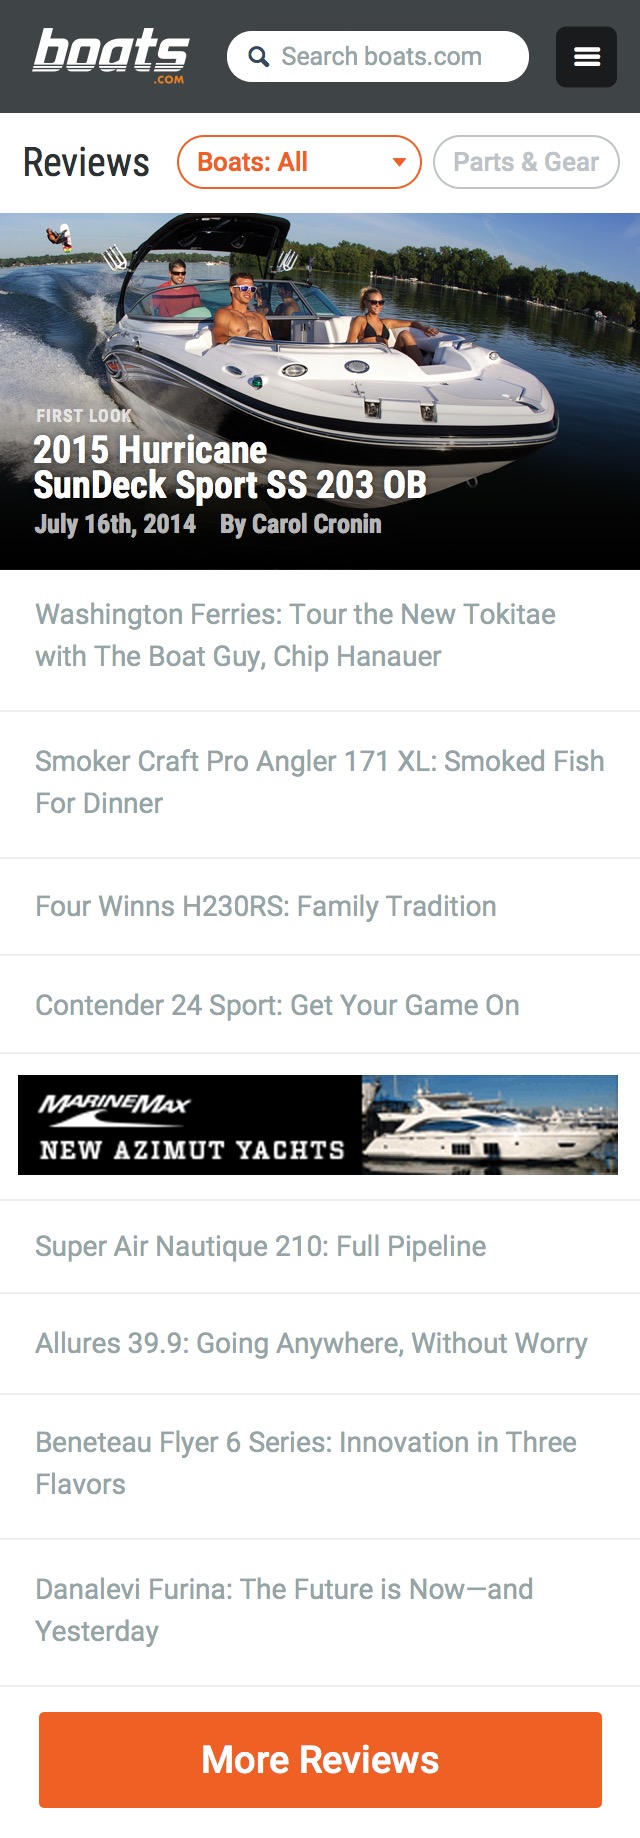 boats
.COM
Search boats.com
Reviews
Boats: All
Parts & Gear
FIRST LOOK
2015 Hurricane
SunDeck Sport SS 203 OB
July 16th, 2014 By Carol Cronin
Washington Ferries: Tour the New Tokitae
with The Boat Guy, Chip Hanauer
Smoker Craft Pro Angler 171 XL: Smoked Fish
For Dinner
Four Winns H230RS: Family Tradition
Contender 24 Sport: Get Your Game On
MARINEMAX
NEW AZIMUT YACHTS
Super Air Nautique 210: Full Pipeline
Allures 39.9: Going Anywhere, Without Worry
Beneteau Flyer 6 Series: Innovation in Three
Flavors
Danalevi Furina: The Future is Now—and
Yesterday
More Reviews